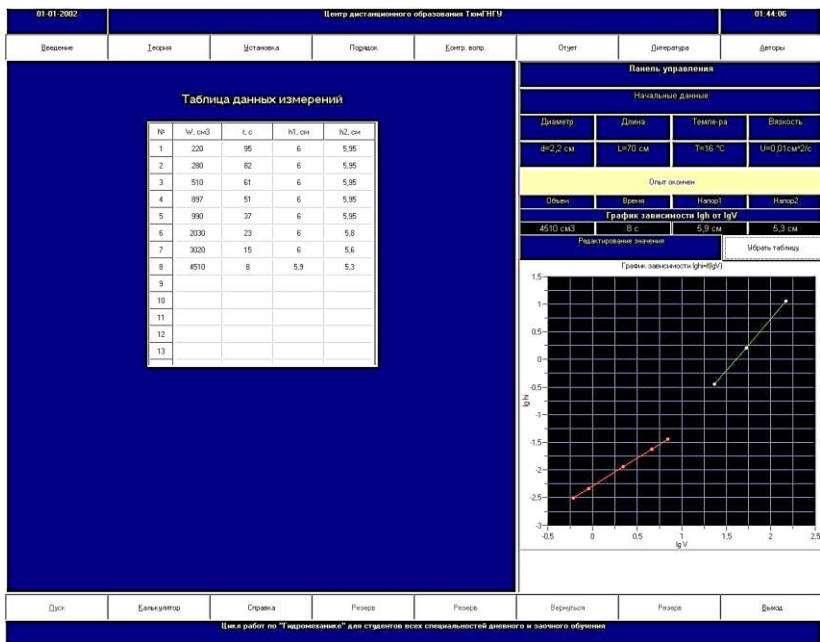 01-01-2002 Центр дистанционного образования ТюмГНГУ 01:44:06
Введение Теория Установка Порядок Контр. вопр. Отчет Литература Авторы
Таблица данных измерений
№ W, см3 t, с h1, см h2, см
1 220 95 6 5,95
2 280 82 6 5,95
3 510 61 6 5,95
4 897 51 6 5,95
5 990 37 6 5,95
6 2030 23 6 5,8
7 3020 15 6 5,6
8 4510 8 5,9 5,3
9
10
11
12
13
Панель управления
Начальные данные
Диаметр Длина Темпе-ра Вязкость
d=2,2 см L=70 см T=16 °C U=0,01см^2/с
Опыт окончен
Объем Время Напор1 Напор2
График зависимости lgh от lgV
4510 см3 8 с 5,9 см 5,3 см
Редактирование значения Убрать таблицу
График зависимости lghi=f(lgV)
1,5
1
0,5
0
-0,5
-1
-1,5
-2
-2,5
-3
lg hi
-0,5 0 0,5 1 1,5 2 2,5
lg V
Пуск Калькулятор Справка Резерв Резерв Вернуться Резерв Выход
Цикл работ по "Гидромеханике" для студентов всех специальностей дневного и заочного обучения